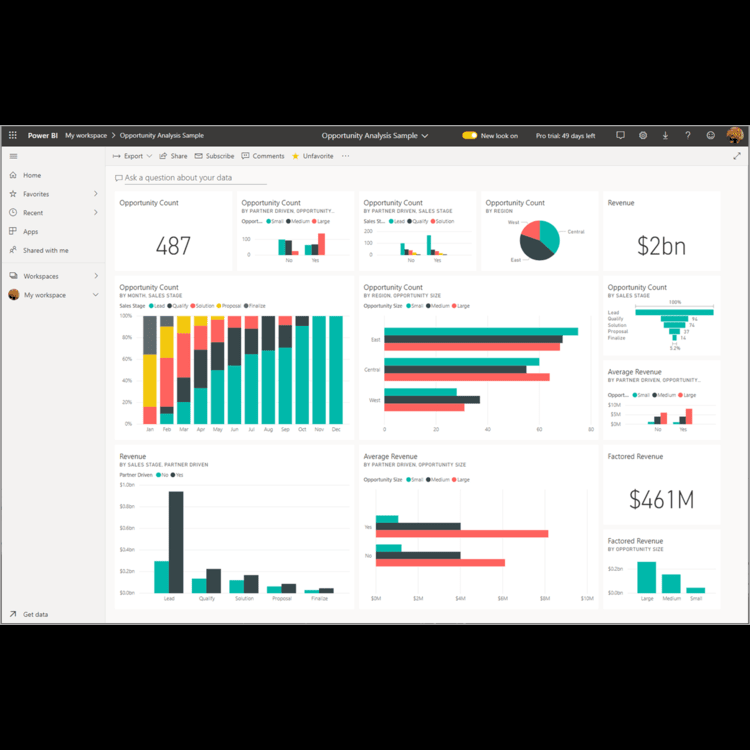 Power BI My workspace > Opportunity Analysis Sample
Opportunity Analysis Sample
New look on
Pro trial: 49 days left
Export
Share
Subscribe
Comments
Unfavorite
Home
Favorites
Recent
Apps
Shared with me
Workspaces
My workspace
Get data
Ask a question about your data
Opportunity Count
487
Opportunity Count
BY PARTNER DRIVEN, OPPORTUNITY...
Opport... Small Medium Large
100
0
No Yes
Opportunity Count
BY PARTNER DRIVEN, SALES STAGE
Sales St... Lead Qualify Solution
200
100
0
No Yes
Opportunity Count
BY REGION
West
Central
East
Revenue
$2bn
Opportunity Count
BY MONTH, SALES STAGE
Sales Stage Lead Qualify Solution Proposal Finalize
100%
80%
60%
40%
20%
0%
Jan Feb Mar Apr May Jun Jul Aug Sep Oct Nov Dec
Opportunity Count
BY REGION, OPPORTUNITY SIZE
Opportunity Size Small Medium Large
East
Central
West
0 20 40 60 80
Opportunity Count
BY SALES STAGE
100%
Lead
Qualify 94
Solution 74
Proposal 37
Finalize 14
5.2%
Average Revenue
BY PARTNER DRIVEN, OPPORTUNITY...
Opport... Small Medium Large
$10M
$5M
$0M
No Yes
Revenue
BY SALES STAGE, PARTNER DRIVEN
Partner Driven No Yes
$1.0bn
$0.8bn
$0.6bn
$0.4bn
$0.2bn
$0.0bn
Lead Qualify Solution Proposal Finalize
Average Revenue
BY PARTNER DRIVEN, OPPORTUNITY SIZE
Opportunity Size Small Medium Large
Yes
No
$0M $2M $4M $6M $8M $10M
Factored Revenue
$461M
Factored Revenue
BY OPPORTUNITY SIZE
$0.2bn
$0.0bn
Large Medium Small